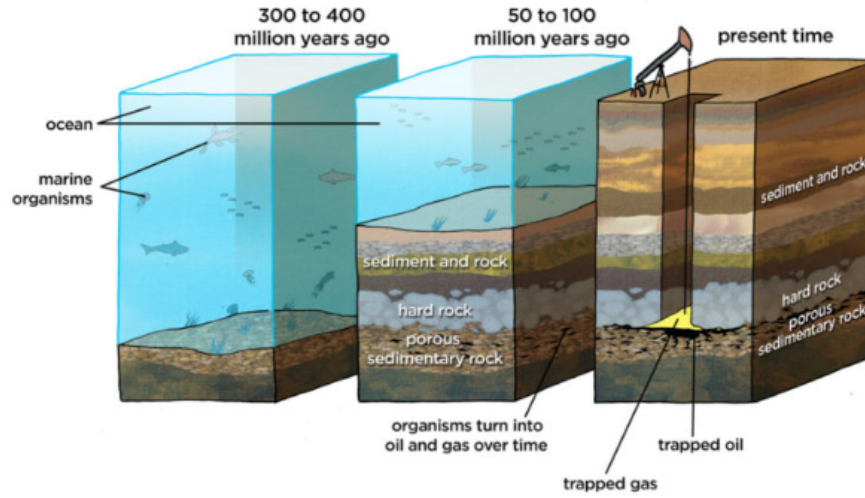 300 to 400
million years ago
50 to 100
million years ago
present time
ocean
marine
organisms
sediment and rock
hard rock
porous
sedimentary rock
sediment and rock
hard rock
porous
sedimentary rock
organisms turn into
oil and gas over time
trapped oil
trapped gas